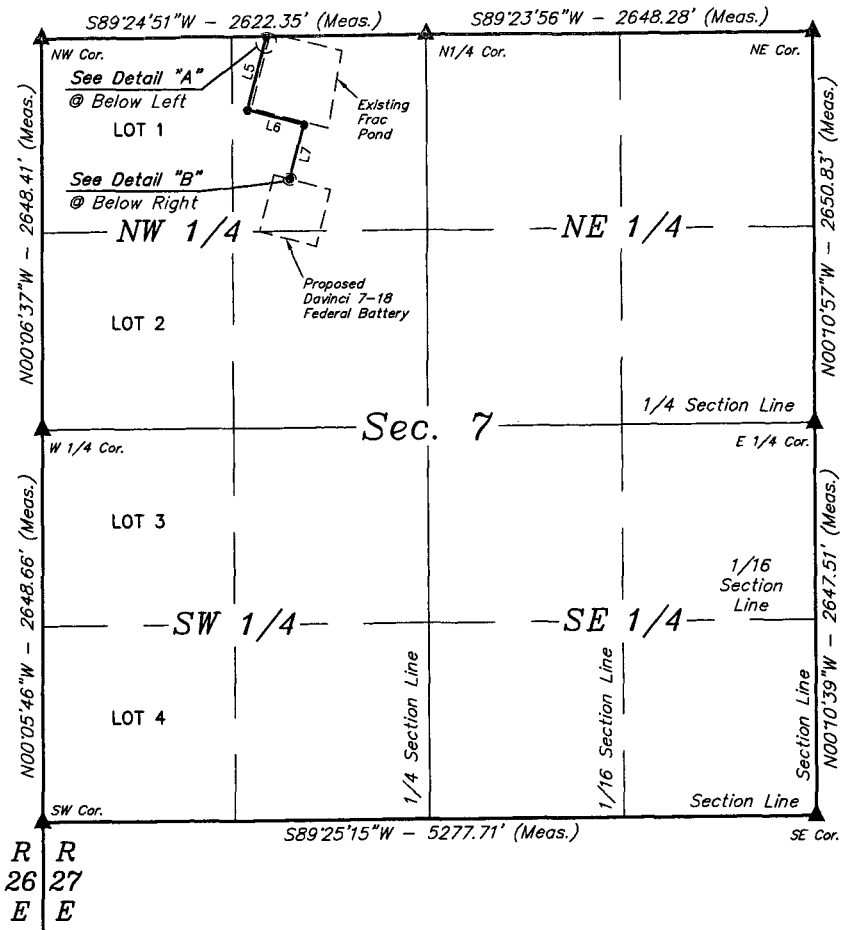 S89°24'51"W - 2622.35' (Meas.)
S89°23'56"W - 2648.28' (Meas.)
NW Cor.
N1/4 Cor.
NE Cor.
See Detail "A"
@ Below Left
L5
Existing
Frac
Pond
L6
LOT 1
L7
See Detail "B"
@ Below Right
N00°06'37"W - 2648.41' (Meas.)
N00°10'57"W - 2650.83' (Meas.)
NW 1/4
NE 1/4
Proposed
Davinci 7-18
Federal Battery
LOT 2
1/4 Section Line
Sec. 7
W 1/4 Cor.
E 1/4 Cor.
LOT 3
1/16
Section
Line
N00°05'46"W - 2648.66' (Meas.)
N00°10'39"W - 2647.51' (Meas.)
SW 1/4
SE 1/4
LOT 4
1/4 Section Line
1/16 Section Line
Section Line
Section Line
SW Cor.
S89°25'15"W - 5277.71' (Meas.)
SE Cor.
R R
26 27
E E